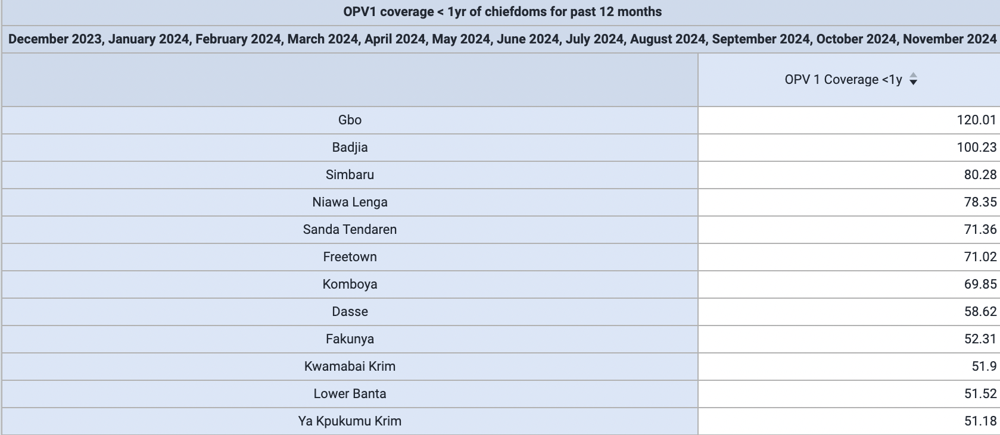 OPV1 coverage < 1yr of chiefdoms for past 12 months
December 2023, January 2024, February 2024, March 2024, April 2024, May 2024, June 2024, July 2024, August 2024, September 2024, October 2024, November 2024
OPV 1 Coverage <1y
Gbo 120.01
Badjia 100.23
Simbaru 80.28
Niawa Lenga 78.35
Sanda Tendaren 71.36
Freetown 71.02
Komboya 69.85
Dasse 58.62
Fakunya 52.31
Kwamabai Krim 51.9
Lower Banta 51.52
Ya Kpukumu Krim 51.18